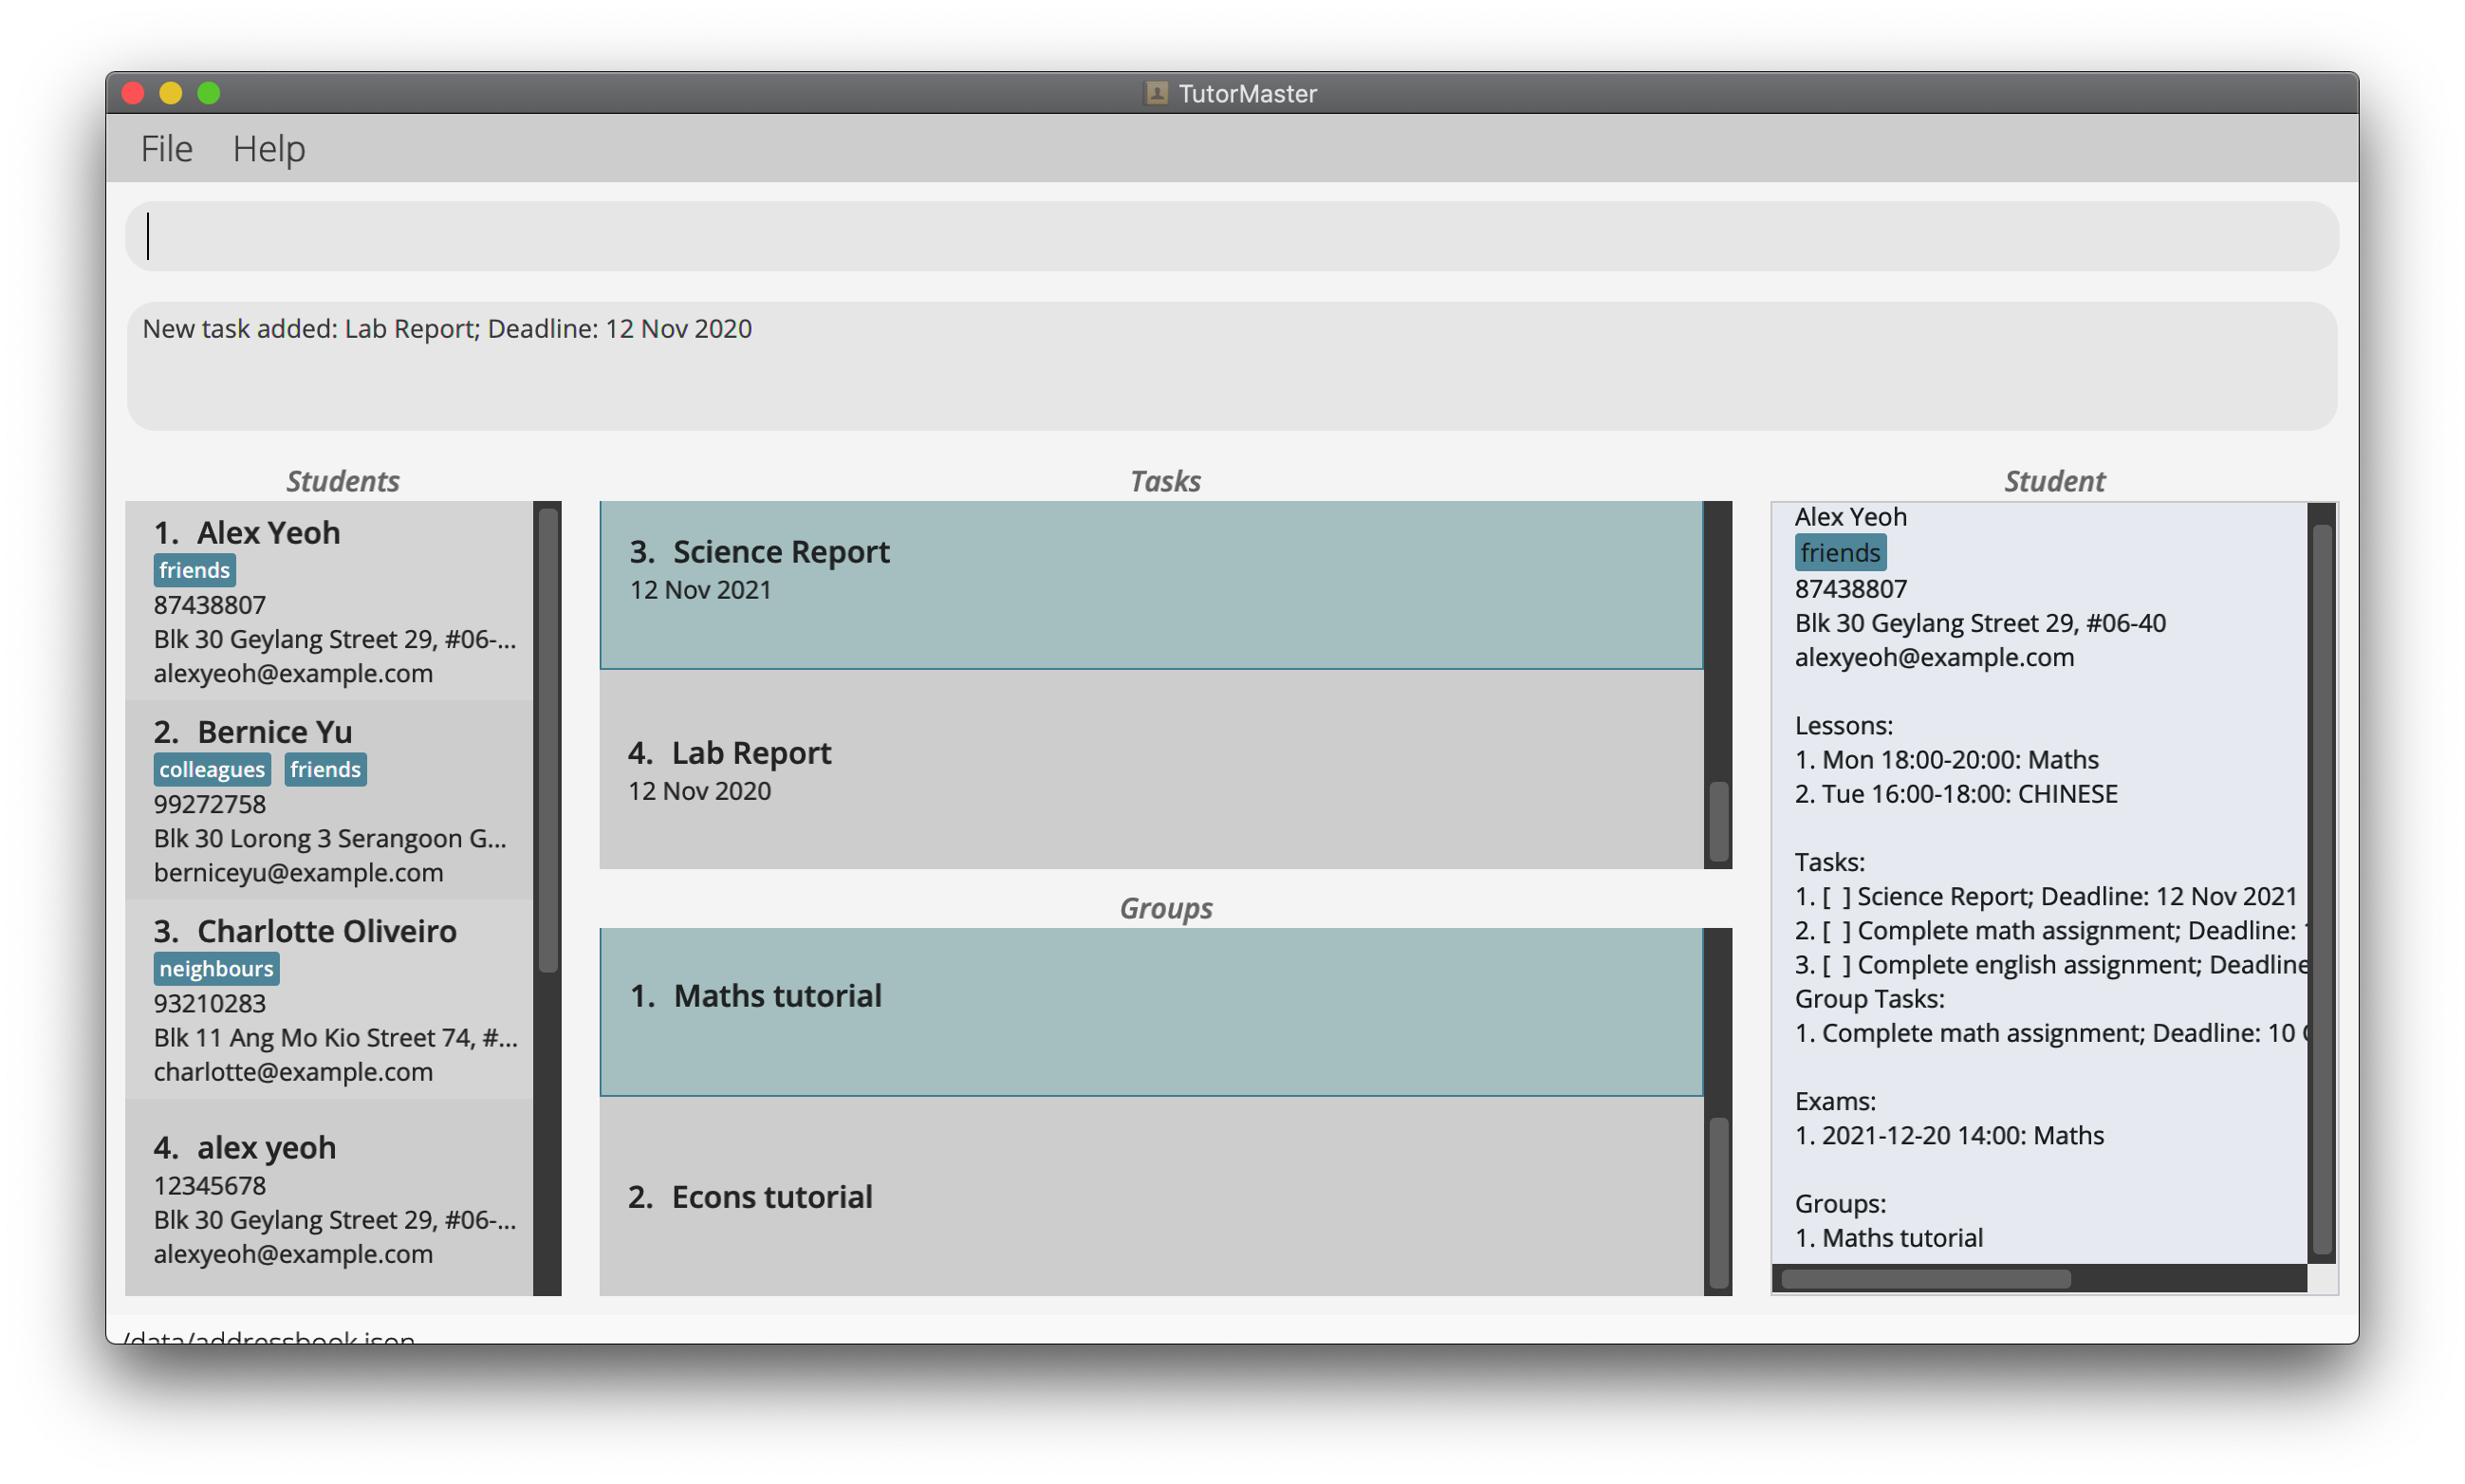 TutorMaster
File Help
New task added: Lab Report; Deadline: 12 Nov 2020
Students
1. Alex Yeoh
friends
87438807
Blk 30 Geylang Street 29, #06-...
alexyeoh@example.com
2. Bernice Yu
colleagues friends
99272758
Blk 30 Lorong 3 Serangoon G...
berniceyu@example.com
3. Charlotte Oliveiro
neighbours
93210283
Blk 11 Ang Mo Kio Street 74, #...
charlotte@example.com
4. alex yeoh
12345678
Blk 30 Geylang Street 29, #06-...
alexyeoh@example.com
Tasks
3. Science Report
12 Nov 2021
4. Lab Report
12 Nov 2020
Groups
1. Maths tutorial
2. Econs tutorial
Student
Alex Yeoh
friends
87438807
Blk 30 Geylang Street 29, #06-40
alexyeoh@example.com
Lessons:
1. Mon 18:00-20:00: Maths
2. Tue 16:00-18:00: CHINESE
Tasks:
1. [ ] Science Report; Deadline: 12 Nov 2021
2. [ ] Complete math assignment; Deadline:
3. [ ] Complete english assignment; Deadline
Group Tasks:
1. Complete math assignment; Deadline: 10
Exams:
1. 2021-12-20 14:00: Maths
Groups:
1. Maths tutorial
/data/addressbook.json